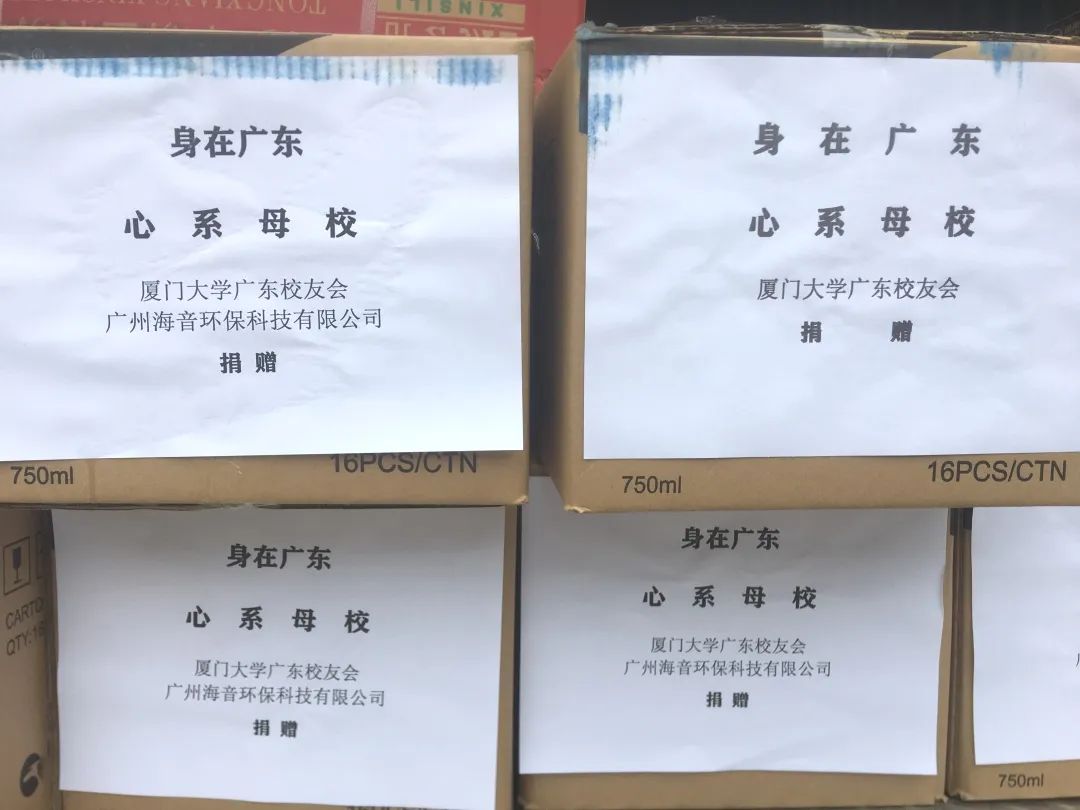 TONGXIANG
XINSILI
身在广东
心系母校
厦门大学广东校友会
广州海音环保科技有限公司
捐赠
750ml
16PCS/CTN
身在广东
心系母校
厦门大学广东校友会
捐赠
750ml
16PCS/CTN
CARTO
QTY:16
身在广东
心系母校
厦门大学广东校友会
广州海音环保科技有限公司
捐赠
身在广东
心系母校
厦门大学广东校友会
广州海音环保科技有限公司
捐赠
750ml